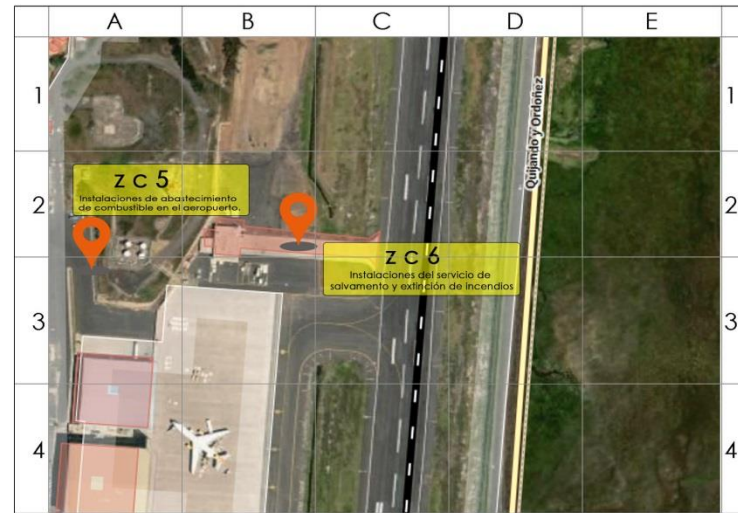 A B C D E
1 1
Quijando y Ordoñez
z c 5
Instalaciones de abastecimiento
de combustible en el aeropuerto.
2 2
z c 6
Instalaciones del servicio de
salvamento y extinción de incendios
3 3
4 4